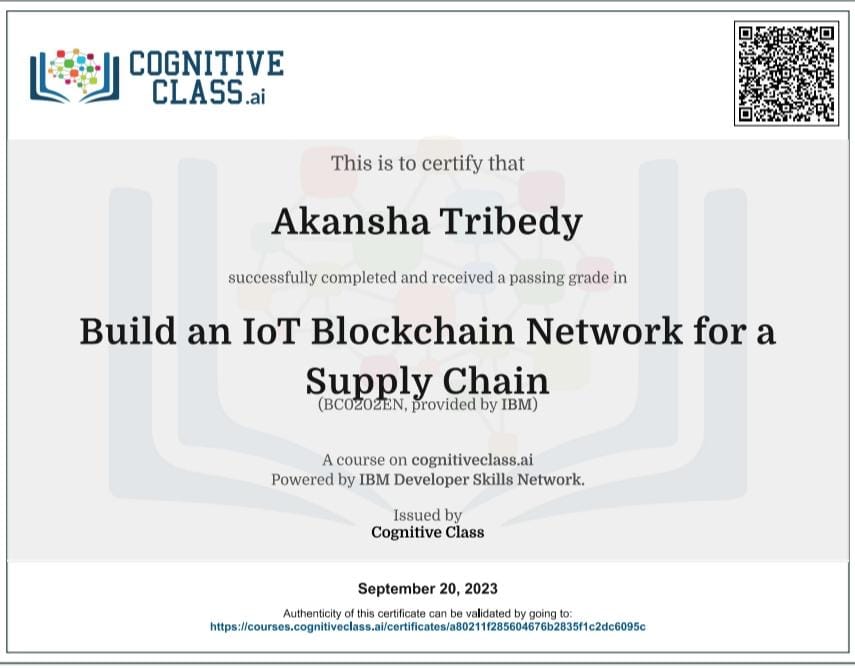 COGNITIVE
CLASS.ai
This is to certify that
Akansha Tribedy
successfully completed and received a passing grade in
Build an IoT Blockchain Network for a
Supply Chain
(BC0202EN, provided by IBM)
A course on cognitiveclass.ai
Powered by IBM Developer Skills Network.
Issued by
Cognitive Class
September 20, 2023
Authenticity of this certificate can be validated by going to:
https://courses.cognitiveclass.ai/certificates/a80211f285604676b2835f1c2dc6095c